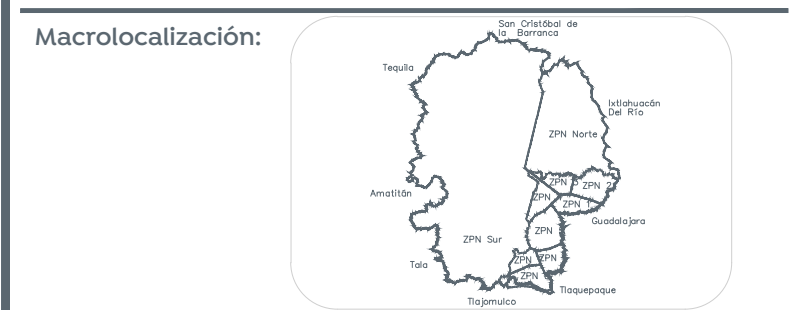 Macrolocalización:
San Cristóbal de
la Barranca
Tequila
Ixtlahuacán
Del Río
ZPN Norte
ZPN
ZPN 2
Amatitán
ZPN
ZPN 1
Guadalajara
ZPN
ZPN Sur
ZPN
ZPN
Tala
ZPN
Tlaquepaque
Tlajomulco